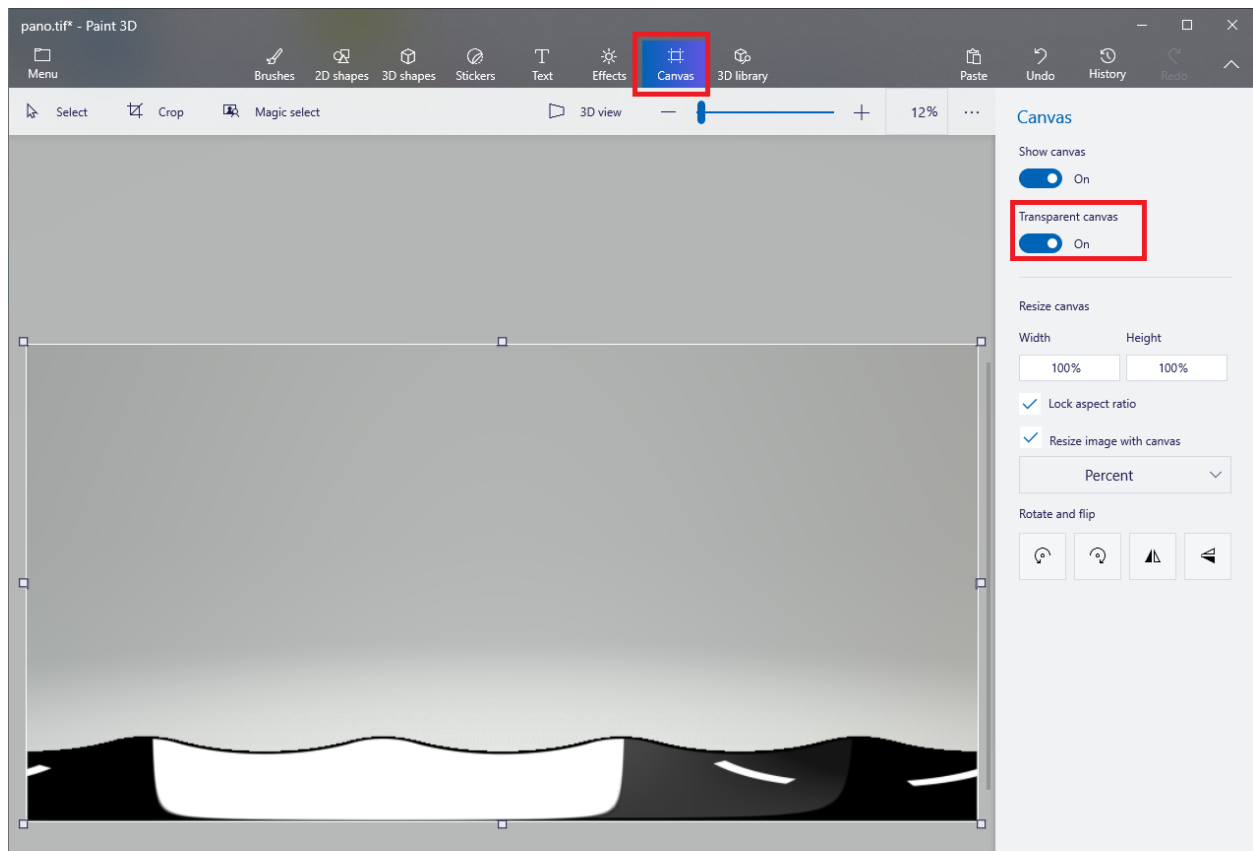 pano.tif* - Paint 3D
Menu
Brushes
2D shapes
3D shapes
Stickers
Text
Effects
Canvas
3D library
Paste
Undo
History
Redo
Select
Crop
Magic select
3D view
12%
Canvas
Show canvas
On
Transparent canvas
On
Resize canvas
Width Height
100% 100%
Lock aspect ratio
Resize image with canvas
Percent
Rotate and flip